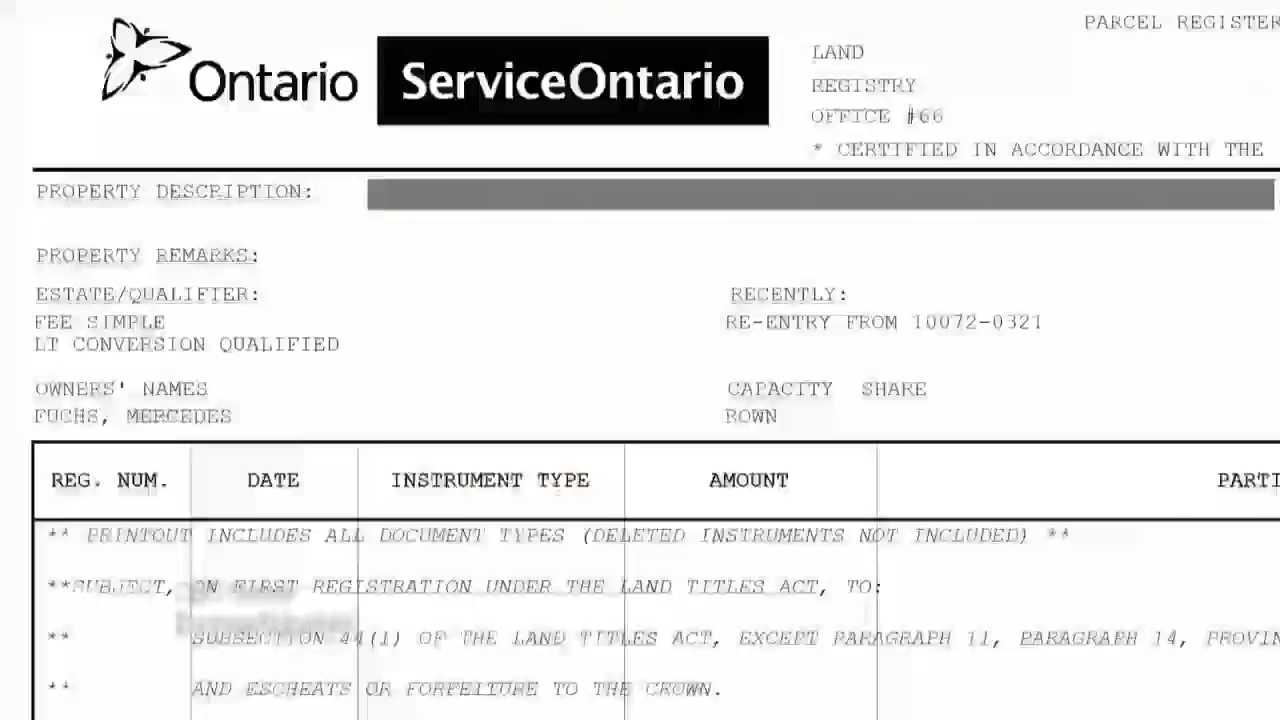 PARCEL REGISTER
Ontario ServiceOntario
LAND
REGISTRY
OFFICE #66
* CERTIFIED IN ACCORDANCE WITH THE
PROPERTY DESCRIPTION:
PROPERTY REMARKS:
ESTATE/QUALIFIER: RECENTLY:
FEE SIMPLE RE-ENTRY FROM 10072-0321
LT CONVERSION QUALIFIED
OWNERS' NAMES CAPACITY SHARE
FUCHS, MERCEDES ROWN
REG. NUM. DATE INSTRUMENT TYPE AMOUNT PARTI
** PRINTOUT INCLUDES ALL DOCUMENT TYPES (DELETED INSTRUMENTS NOT INCLUDED) **
**SUBJECT, ON FIRST REGISTRATION UNDER THE LAND TITLES ACT, TO:
** SUBSECTION 44(1) OF THE LAND TITLES ACT, EXCEPT PARAGRAPH 11, PARAGRAPH 14, PROVIN
** AND ESCHEATS OR FORFEITURE TO THE CROWN.